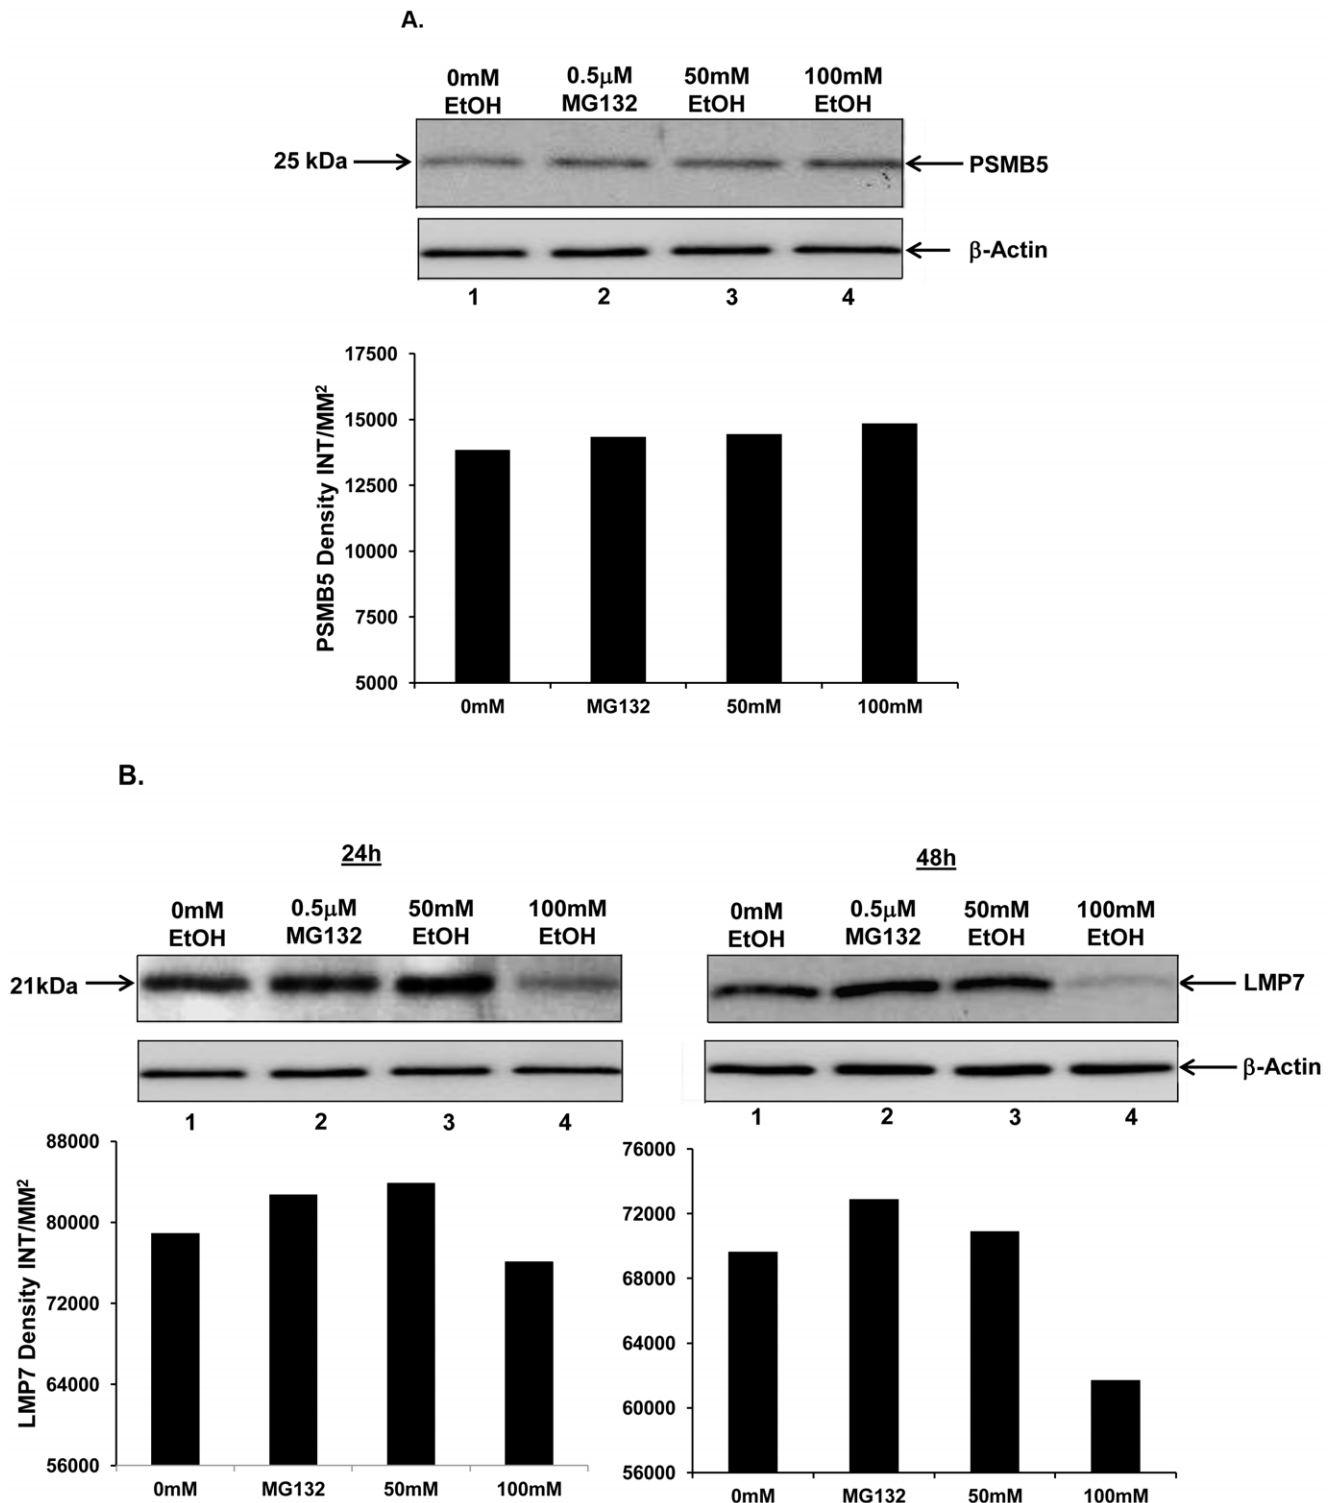 A.
0mM 0.5μM 50mM 100mM
EtOH MG132 EtOH EtOH
25 kDa PSMB5
β-Actin
1 2 3 4
PSMB5 Density INT/MM²
17500
15000
12500
10000
7500
5000
0mM MG132 50mM 100mM
B.
24h
0mM 0.5μM 50mM 100mM
EtOH MG132 EtOH EtOH
21kDa
1 2 3 4
LMP7 Density INT/MM²
88000
80000
72000
64000
56000
0mM MG132 50mM 100mM
48h
0mM 0.5μM 50mM 100mM
EtOH MG132 EtOH EtOH
LMP7
β-Actin
1 2 3 4
76000
72000
68000
64000
60000
56000
0mM MG132 50mM 100mM